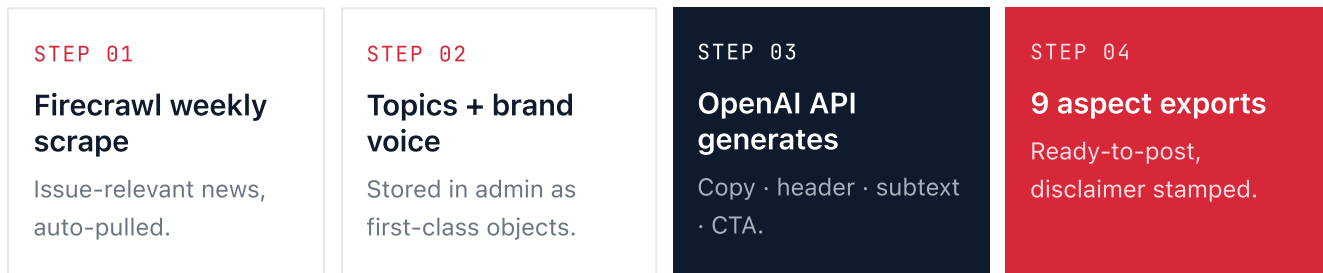 STEP 01
Firecrawl weekly
scrape
Issue-relevant news,
auto-pulled.
STEP 02
Topics + brand
voice
Stored in admin as
first-class objects.
STEP 03
OpenAI API
generates
Copy · header · subtext
· CTA.
STEP 04
9 aspect exports
Ready-to-post,
disclaimer stamped.